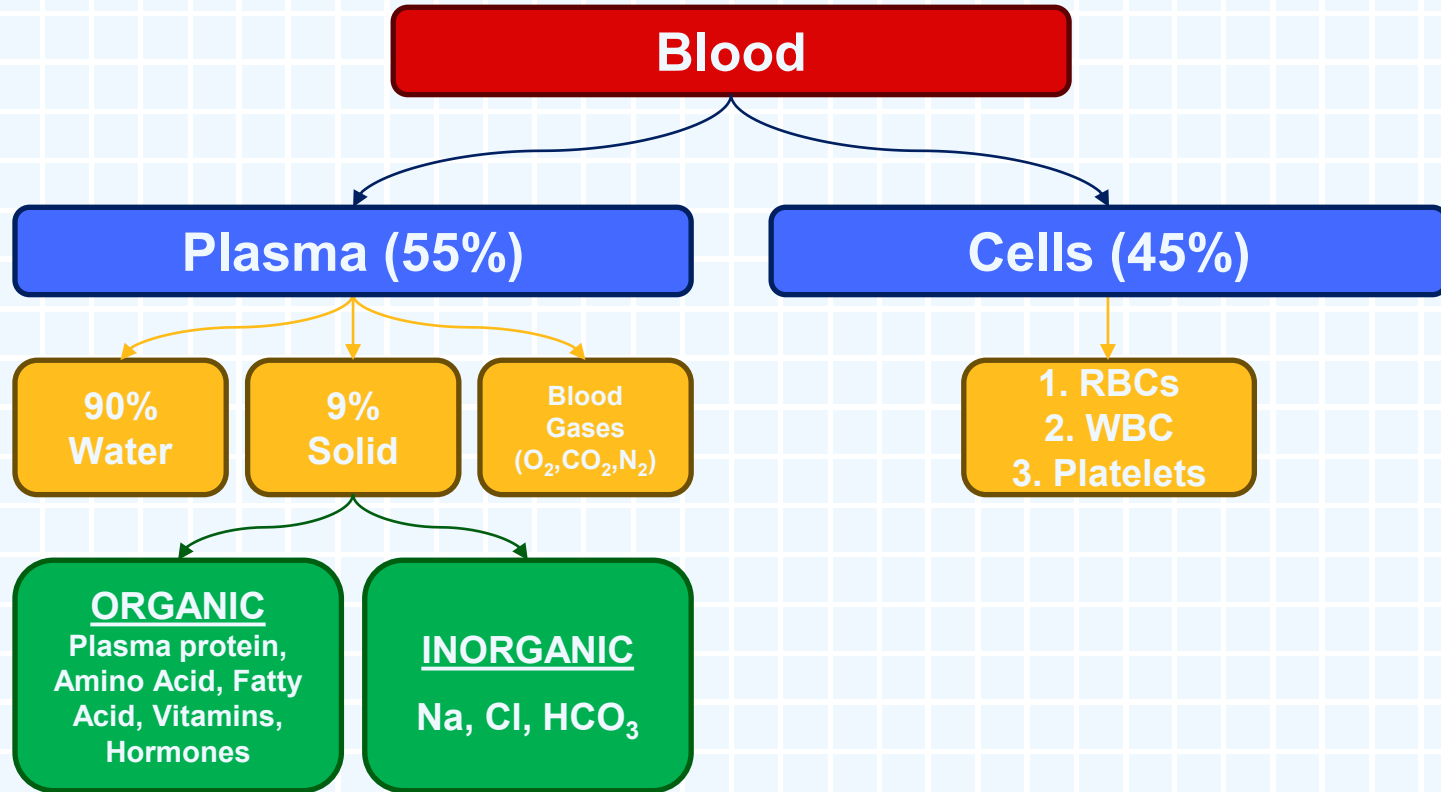 Blood
Plasma (55%)
Cells (45%)
90%
Water
9%
Solid
Blood
Gases
(O₂,CO₂,N₂)
1. RBCs
2. WBC
3. Platelets
ORGANIC
Plasma protein,
Amino Acid, Fatty
Acid, Vitamins,
Hormones
INORGANIC
Na, Cl, HCO₃